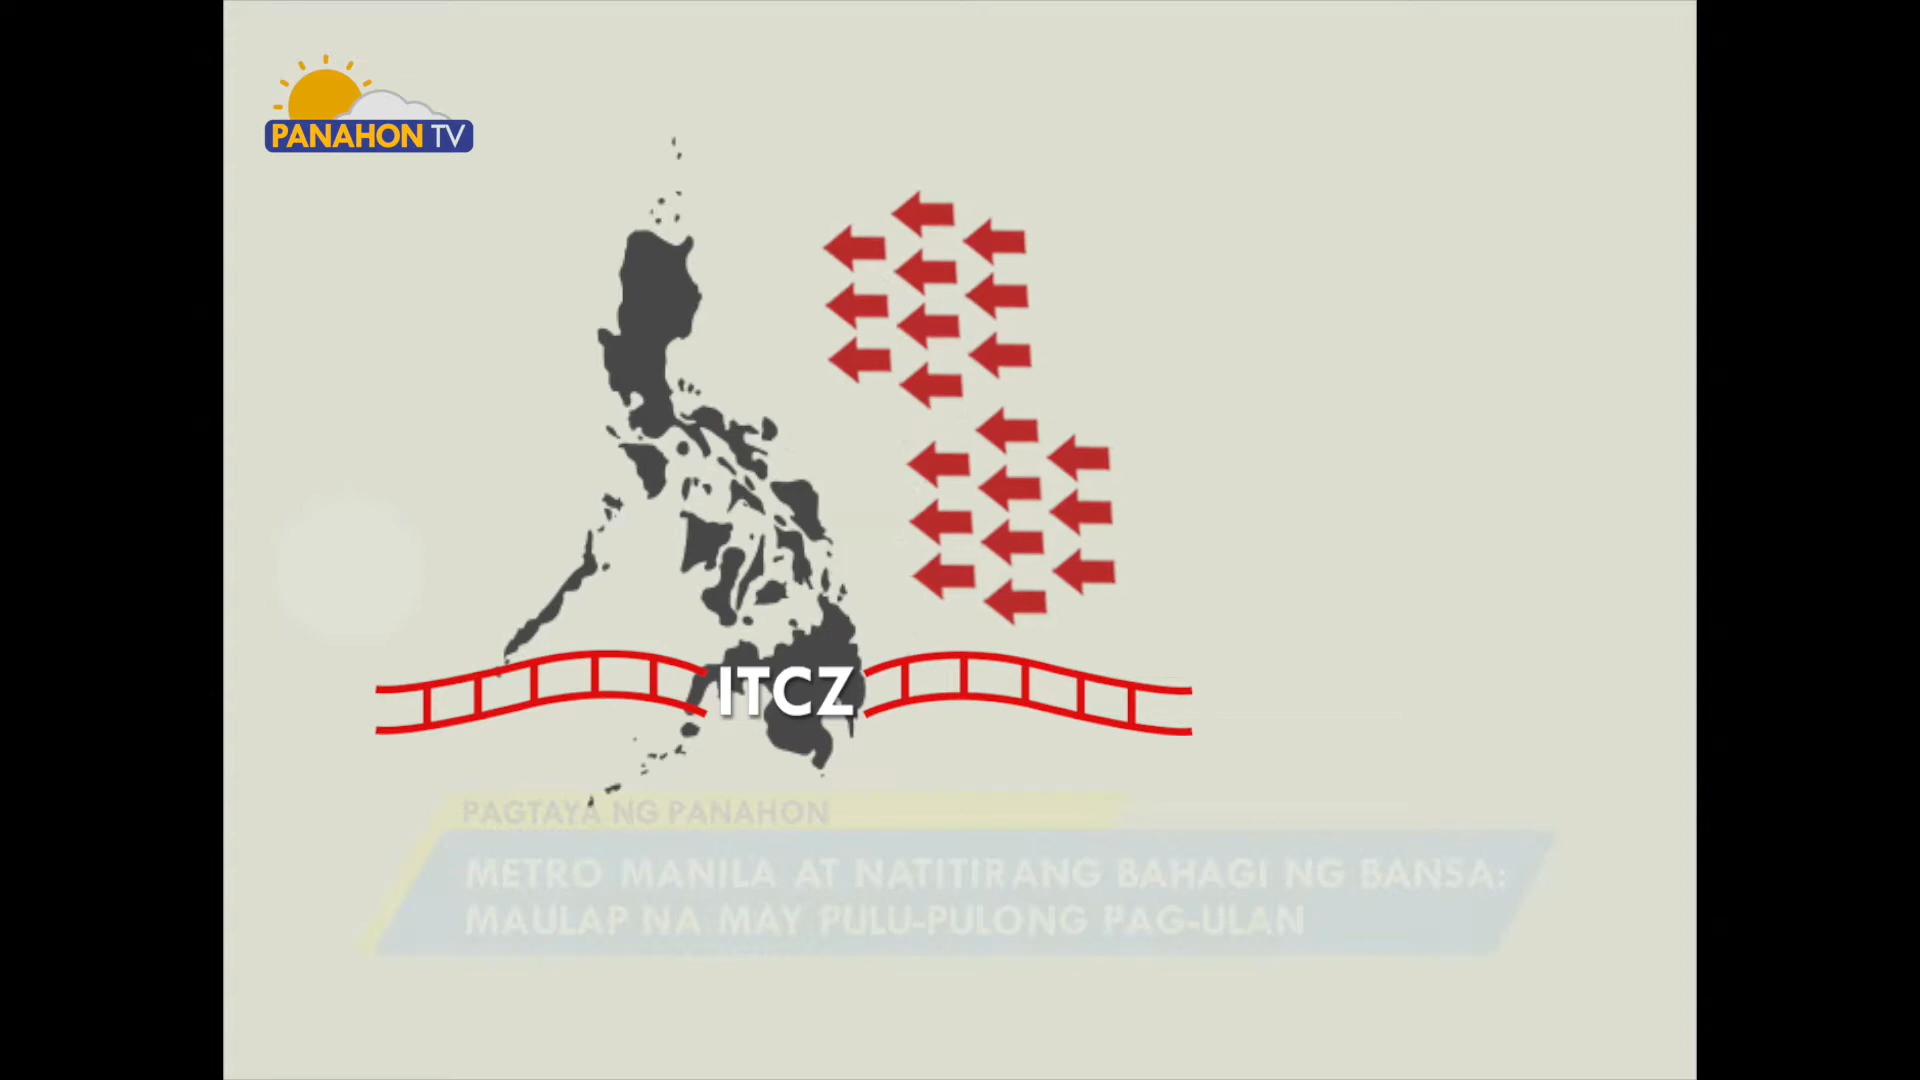 PANAHON TV
ITCZ
PAGTAYA NG PANAHON
METRO MANILA AT NATITIRANG BAHAGI NG BANSA:
MAULAP NA MAY PULU-PULONG PAG-ULAN